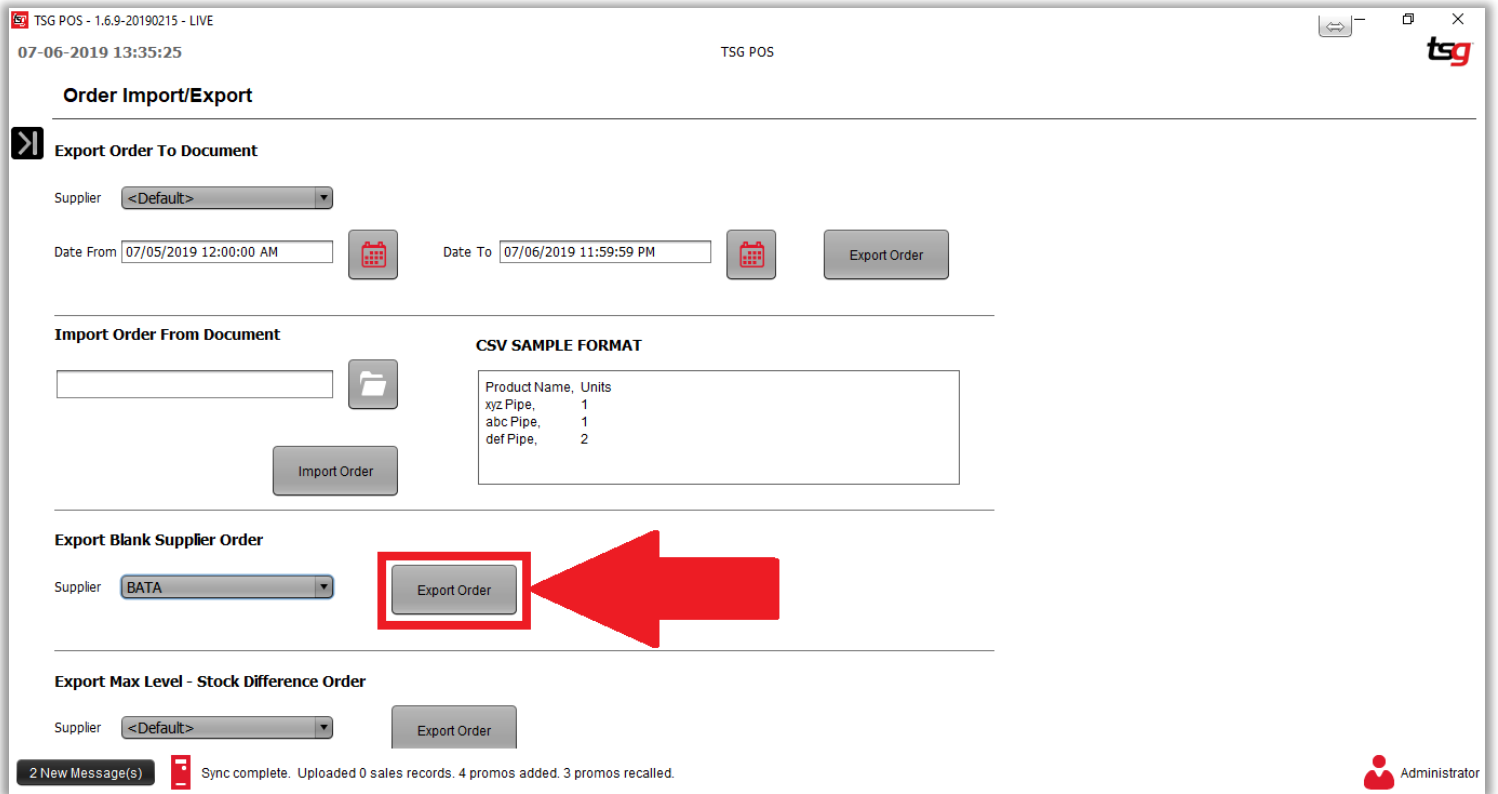 TSG POS - 1.6.9-20190215 - LIVE
07-06-2019 13:35:25
TSG POS
tsg
Order Import/Export
Export Order To Document
Supplier <Default>
Date From 07/05/2019 12:00:00 AM Date To 07/06/2019 11:59:59 PM Export Order
Import Order From Document
CSV SAMPLE FORMAT
Product Name, Units
xyz Pipe, 1
abc Pipe, 1
def Pipe, 2
Import Order
Export Blank Supplier Order
Supplier BATA Export Order
Export Max Level - Stock Difference Order
Supplier <Default> Export Order
2 New Message(s) Sync complete. Uploaded 0 sales records. 4 promos added. 3 promos recalled. Administrator